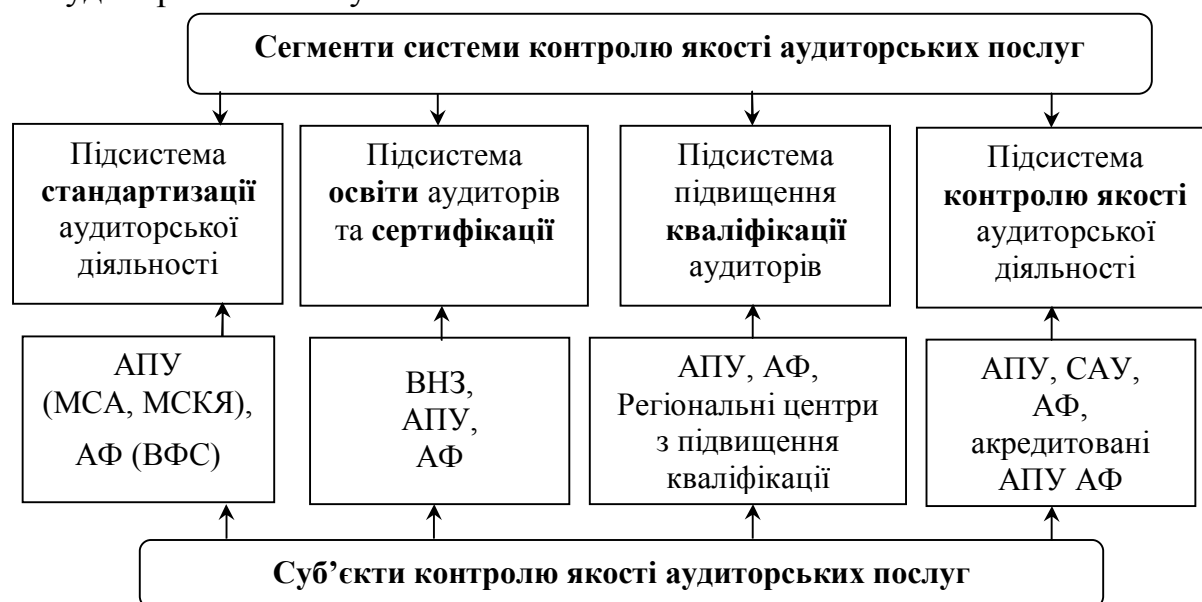 Сегменти системи контролю якості аудиторських послуг
Підсистема
стандартизації
аудиторської
діяльності
Підсистема
освіти аудиторів
та сертифікації
Підсистема
підвищення
кваліфікації
аудиторів
Підсистема
контролю якості
аудиторської
діяльності
АПУ
(МСА, МСКЯ),
АФ (ВФС)
ВНЗ,
АПУ,
АФ
АПУ, АФ,
Регіональні центри
з підвищення
кваліфікації
АПУ, САУ,
АФ,
акредитовані
АПУ АФ
Суб’єкти контролю якості аудиторських послуг